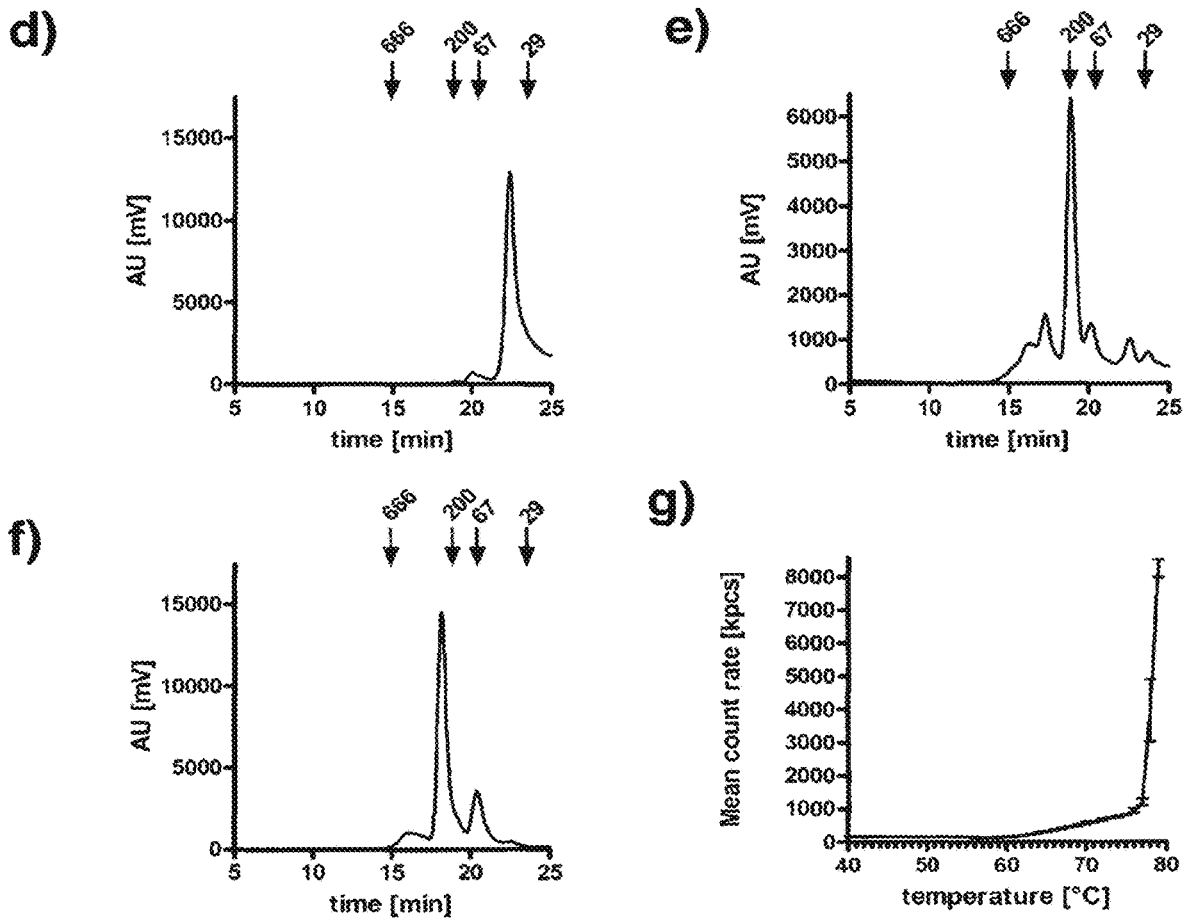 d)
666 200 67 29
AU [mV]
15000
10000
5000
0
5 10 15 20 25
time [min]
e)
666 200 67 29
AU [mV]
6000
5000
4000
3000
2000
1000
0
5 10 15 20 25
time [min]
f)
666 200 67 29
AU [mV]
15000
10000
5000
0
5 10 15 20 25
time [min]
g)
Mean count rate [kpcs]
8000
7000
6000
5000
4000
3000
2000
1000
0
40 50 60 70 80
temperature [°C]